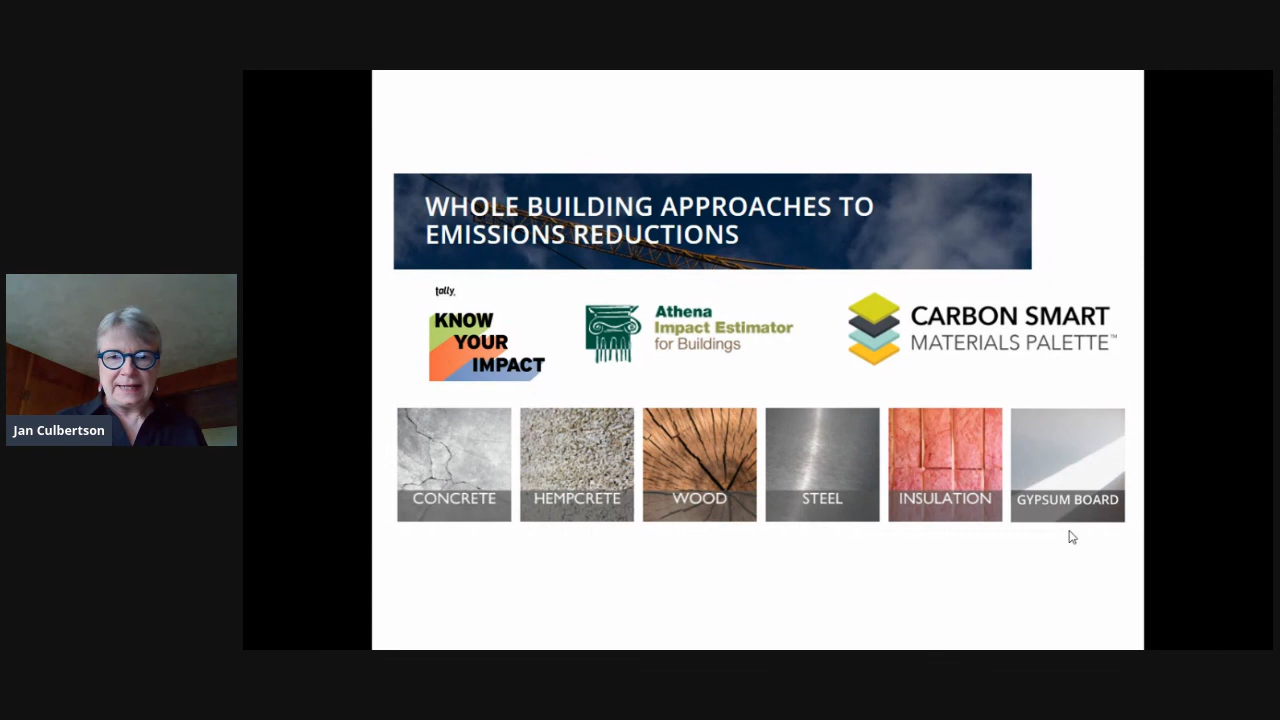 WHOLE BUILDING APPROACHES TO
EMISSIONS REDUCTIONS
tally.
KNOW
YOUR
IMPACT
Athena
Impact Estimator
for Buildings
CARBON SMART
MATERIALS PALETTE™
CONCRETE
HEMPCRETE
WOOD
STEEL
INSULATION
GYPSUM BOARD
Jan Culbertson